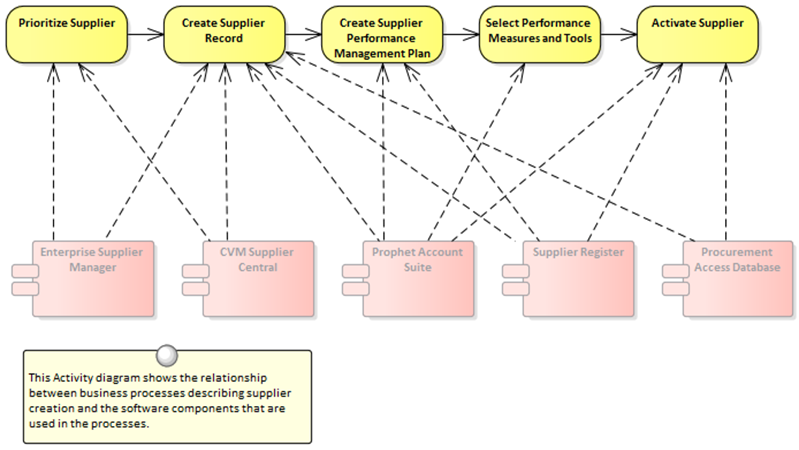 Prioritize Supplier
Create Supplier
Record
Create Supplier
Performance
Management Plan
Select Performance
Measures and Tools
Activate Supplier
Enterprise Supplier
Manager
CVM Supplier
Central
Prophet Account
Suite
Supplier Register
Procurement
Access Database
This Activity diagram shows the relationship
between business processes describing supplier
creation and the software components that are
used in the processes.